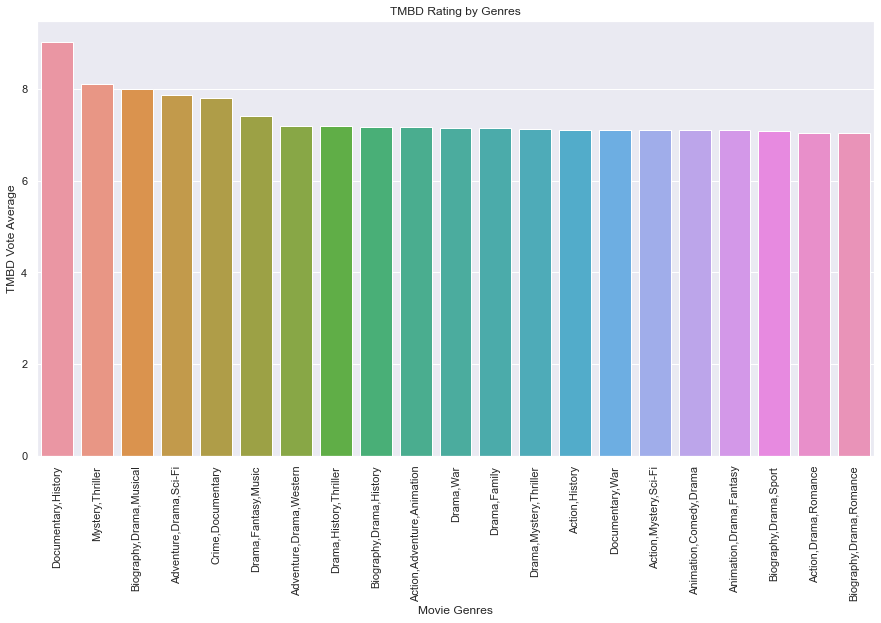 TMBD Rating by Genres
TMBD Vote Average
8
6
4
2
0
Documentary,History
Mystery,Thriller
Biography,Drama,Musical
Adventure,Drama,Sci-Fi
Crime,Documentary
Drama,Fantasy,Music
Adventure,Drama,Western
Drama,History,Thriller
Biography,Drama,History
Action,Adventure,Animation
Drama,War
Drama,Family
Drama,Mystery,Thriller
Action,History
Documentary,War
Action,Mystery,Sci-Fi
Animation,Comedy,Drama
Animation,Drama,Fantasy
Biography,Drama,Sport
Action,Drama,Romance
Biography,Drama,Romance
Movie Genres